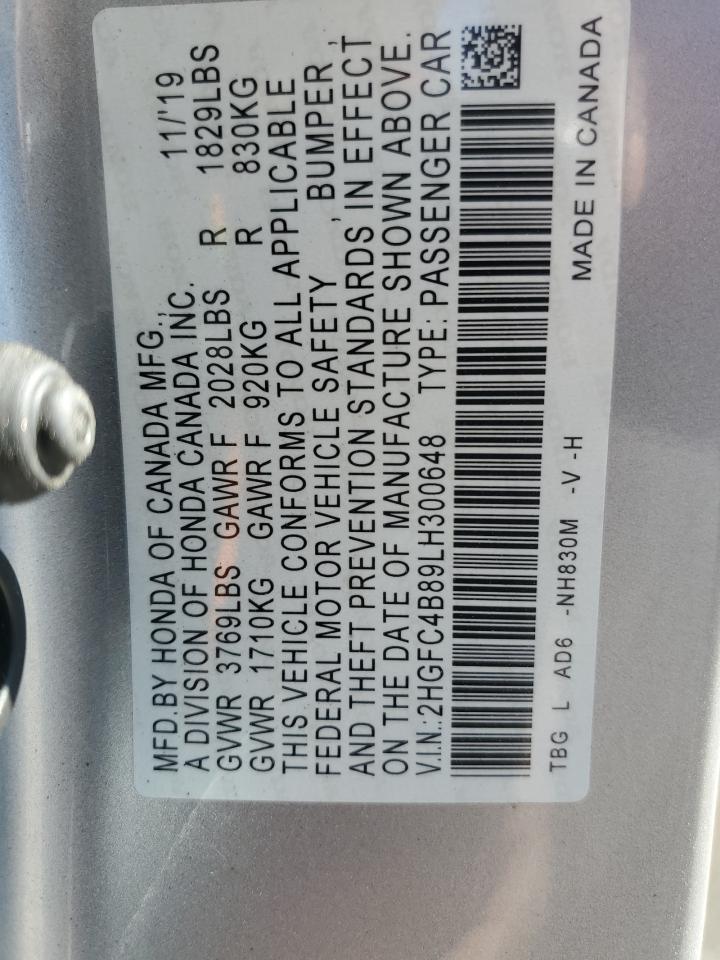 MFD.BY HONDA OF CANADA MFG., 11/'19
A DIVISION OF HONDA CANADA INC.
GVWR 3769LBS GAWR F 2028LBS R 1829LBS
GVWR 1710KG GAWR F 920KG R 830KG
THIS VEHICLE CONFORMS TO ALL APPLICABLE
FEDERAL MOTOR VEHICLE SAFETY , BUMPER ,
AND THEFT PREVENTION STANDARDS IN EFFECT
ON THE DATE OF MANUFACTURE SHOWN ABOVE.
V.I.N.:2HGFC4B89LH300648 TYPE: PASSENGER CAR
TBG L AD6 -NH830M -V -H MADE IN CANADA